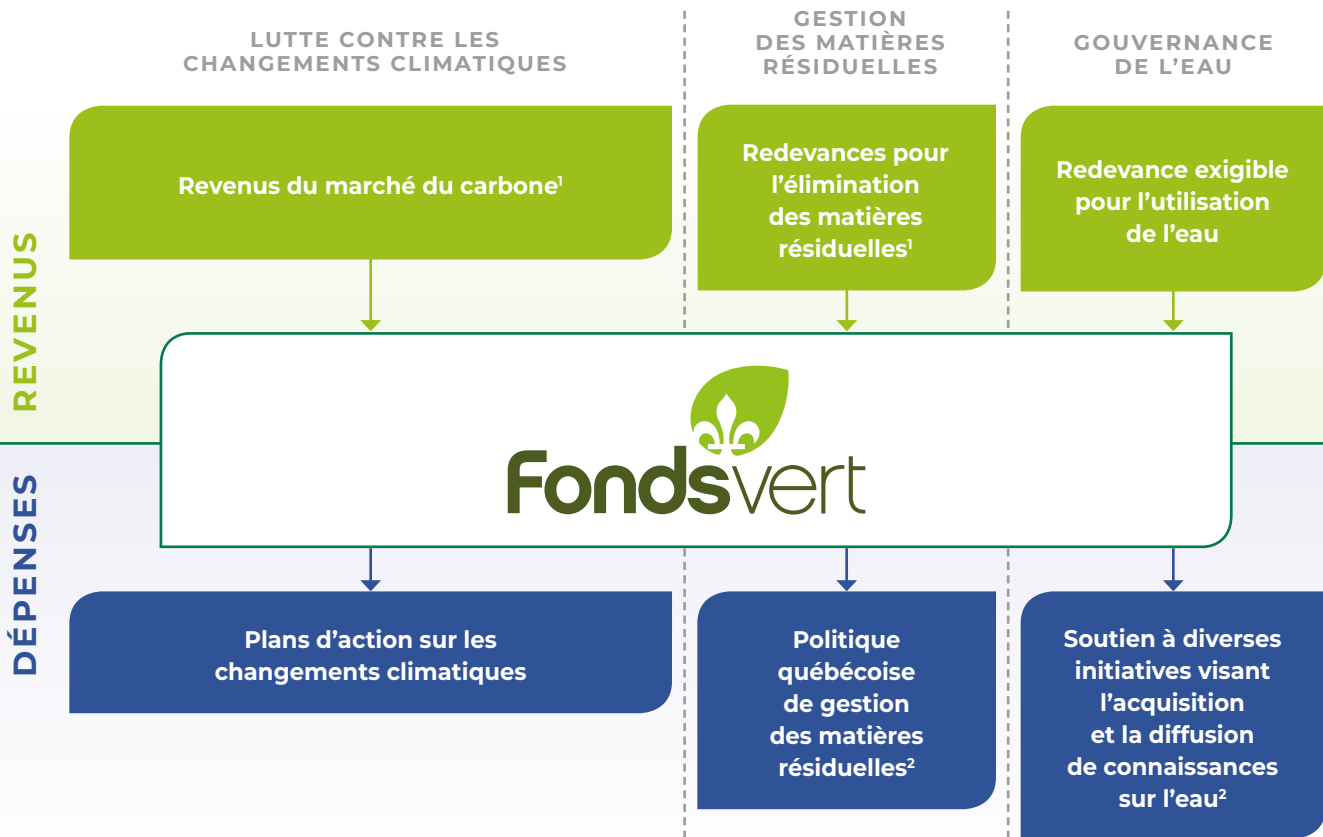 LUTTE CONTRE LES
CHANGEMENTS CLIMATIQUES
GESTION
DES MATIÈRES
RÉSIDUELLES
GOUVERNANCE
DE L'EAU
REVENUS
Revenus du marché du carbone¹
Redevances pour
l'élimination
des matières
résiduelles¹
Redevance exigible
pour l'utilisation
de l'eau
Fondsvert
DÉPENSES
Plans d'action sur les
changements climatiques
Politique
québécoise
de gestion
des matières
résiduelles²
Soutien à diverses
initiatives visant
l'acquisition
et la diffusion
de connaissances
sur l'eau²